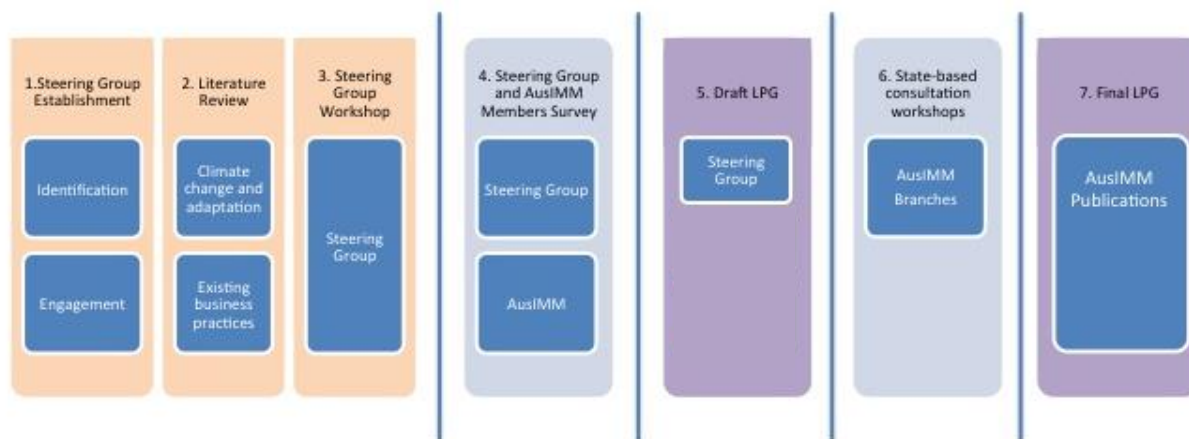 1.Steering Group
Establishment
Identification
Engagement
2. Literature
Review
Climate
change and
adaptation
Existing
business
practices
3. Steering
Group
Workshop
Steering
Group
4. Steering Group
and AusIMM
Members Survey
Steering Group
AusIMM
5. Draft LPG
Steering
Group
6. State-based
consultation
workshops
AusIMM
Branches
7. Final LPG
AusIMM
Publications